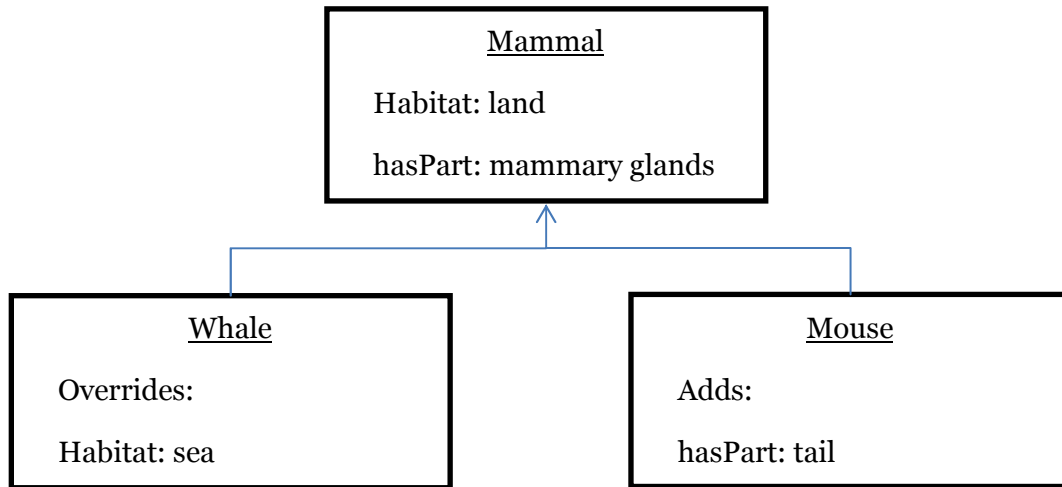 Mammal
Habitat: land
hasPart: mammary glands
Whale
Overrides:
Habitat: sea
Mouse
Adds:
hasPart: tail